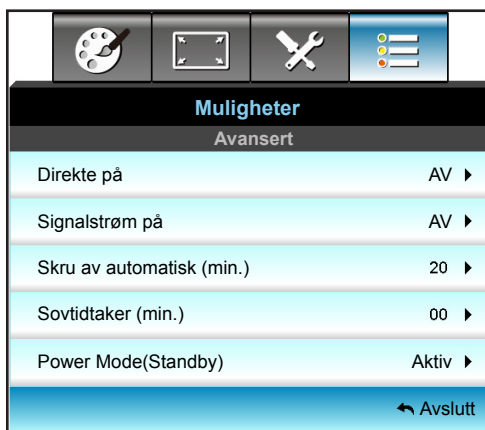 Muligheter
Avansert
Direkte på AV
Signalstrøm på AV
Skru av automatisk (min.) 20
Sovtidtaker (min.) 00
Power Mode(Standby) Aktiv
Avslutt